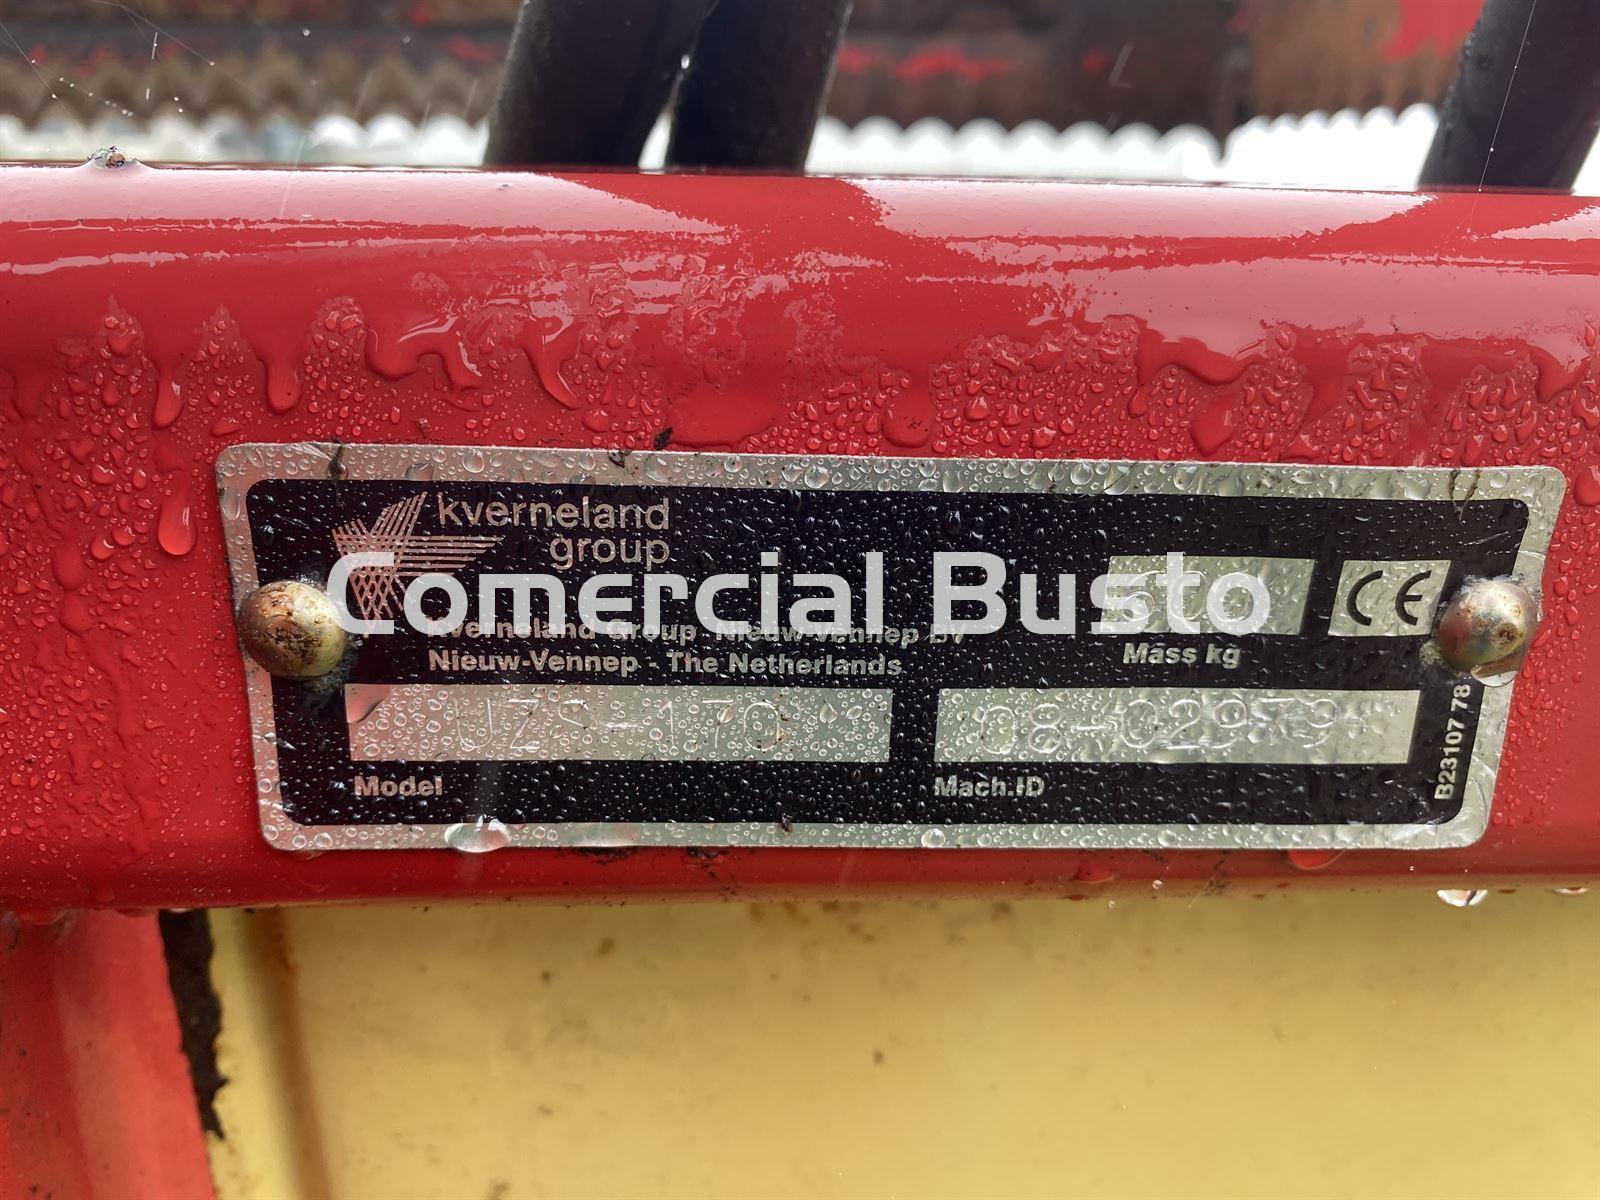 kverneland
group
Comercial Busto
Kverneland Group Nieuw-Vennep BV
Nieuw-Vennep - The Netherlands
Mass kg
CE
Model
Mach.ID
B23107 78